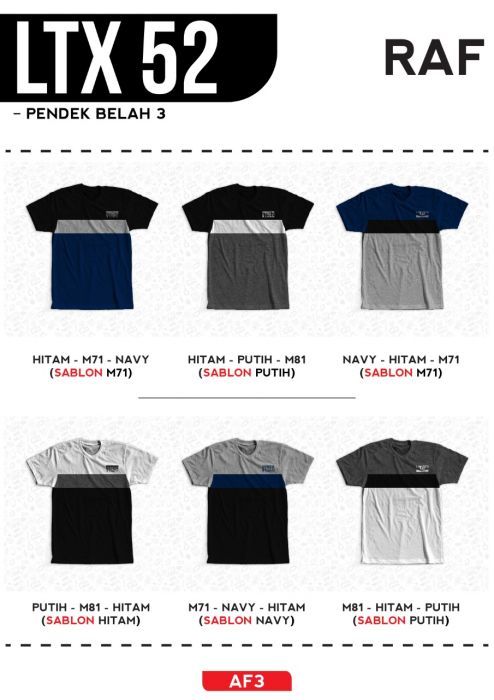 LTX 52
RAF
- PENDEK BELAH 3
HITAM - M71 - NAVY
(SABLON M71)
HITAM - PUTIH - M81
(SABLON PUTIH)
NAVY - HITAM - M71
(SABLON M71)
PUTIH - M81 - HITAM
(SABLON HITAM)
M71 - NAVY - HITAM
(SABLON NAVY)
M81 - HITAM - PUTIH
(SABLON PUTIH)
AF3